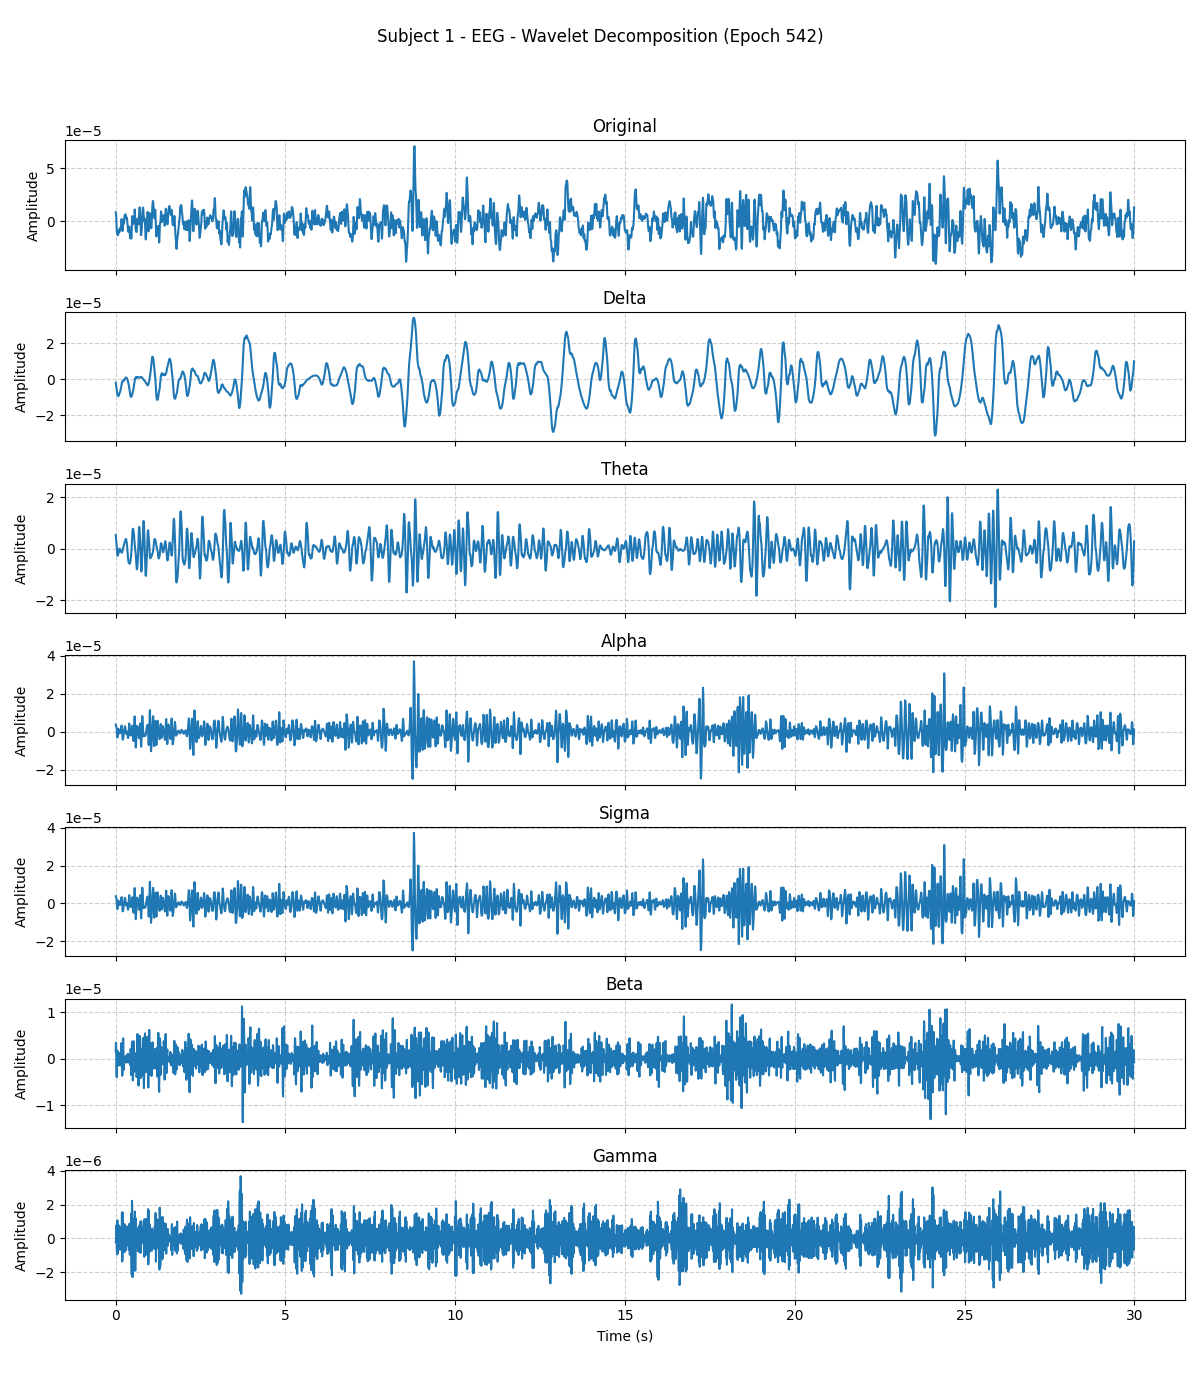 Subject 1 - EEG - Wavelet Decomposition (Epoch 542)
Original
1e−5
5
0
Amplitude
Delta
1e−5
2
0
−2
Amplitude
Theta
1e−5
2
0
−2
Amplitude
Alpha
1e−5
4
2
0
−2
Amplitude
Sigma
1e−5
4
2
0
−2
Amplitude
Beta
1e−5
1
0
−1
Amplitude
Gamma
1e−6
4
2
0
−2
Amplitude
0 5 10 15 20 25 30
Time (s)